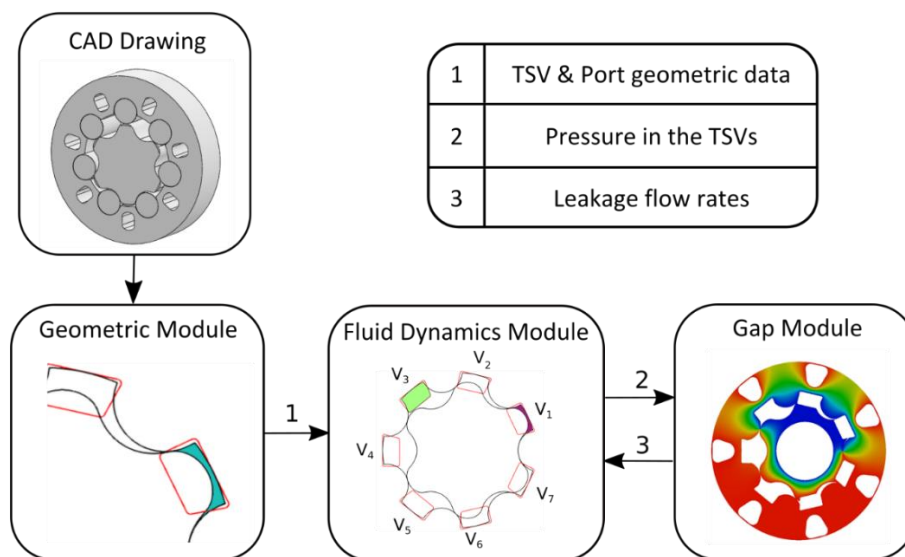 CAD Drawing
1 TSV & Port geometric data
2 Pressure in the TSVs
3 Leakage flow rates
Geometric Module
1
Fluid Dynamics Module
V1
V2
V3
V4
V5
V6
V7
2
3
Gap Module